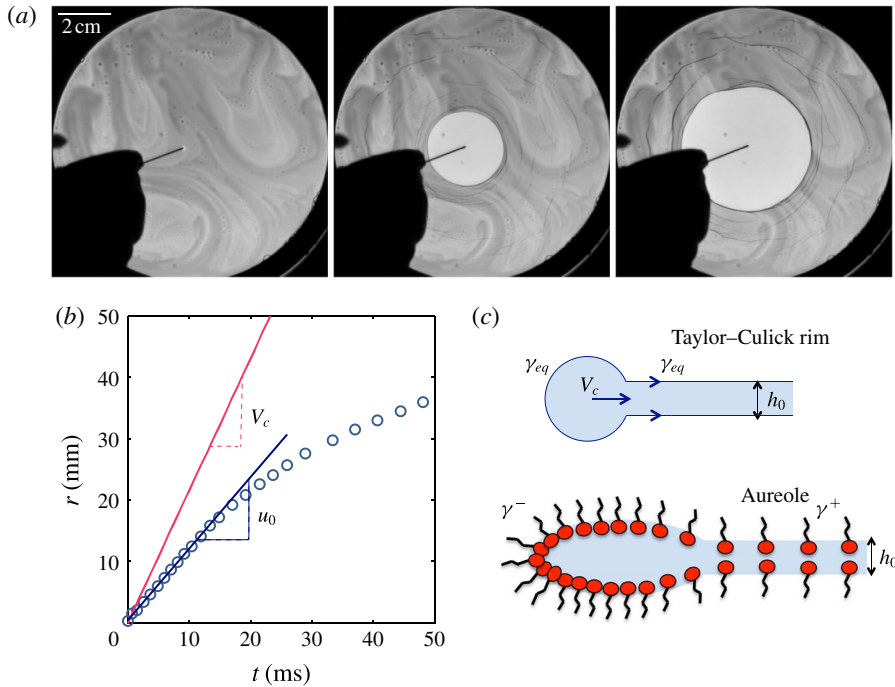 (a)
2 cm
(b)
50
40
30
20
10
0
10
20
30
40
50
r (mm)
t (ms)
V_c
u_0
(c)
Taylor–Culick rim
γ_eq
γ_eq
V_c
h_0
Aureole
γ^−
γ^+
h_0